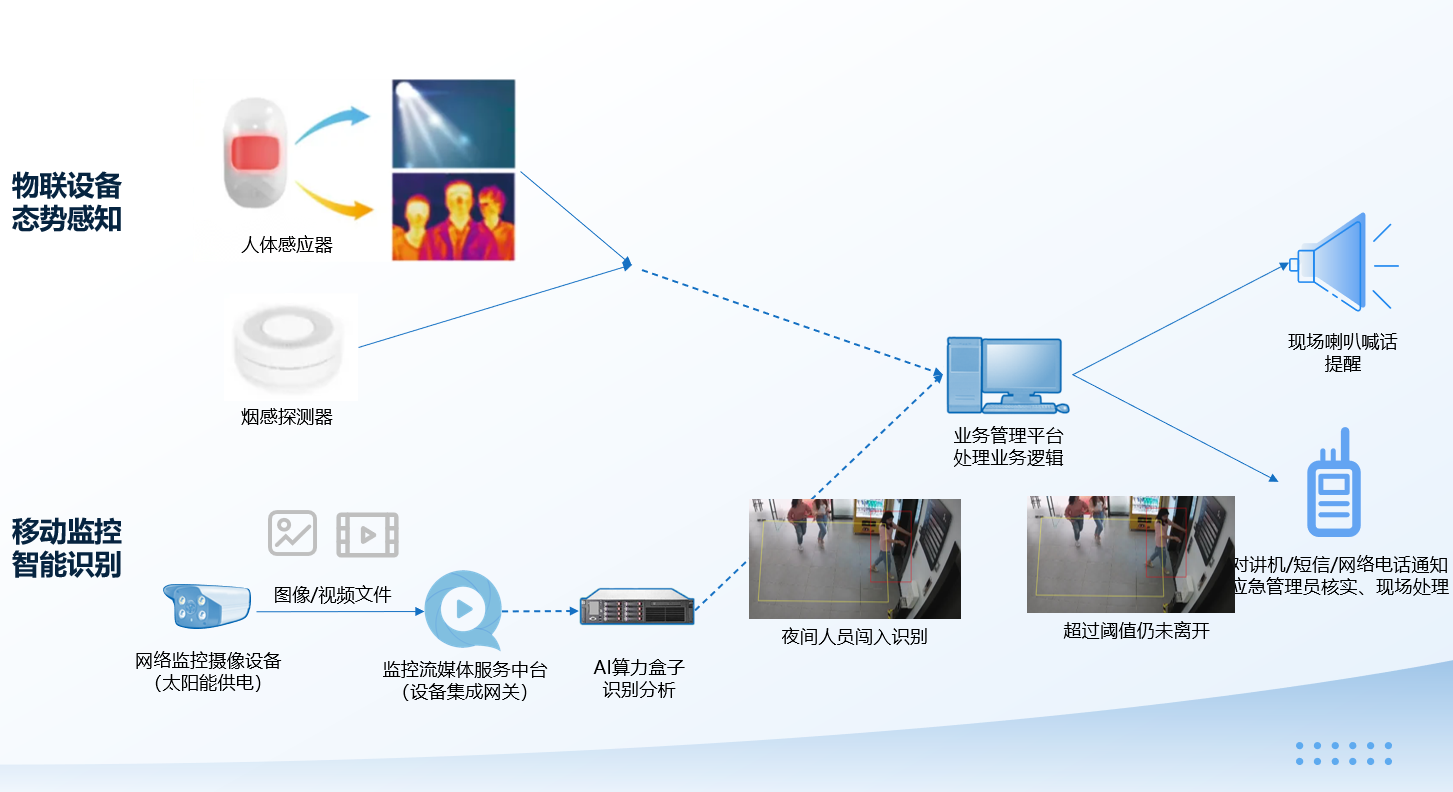 物联设备
态势感知
人体感应器
烟感探测器
现场喇叭喊话
提醒
业务管理平台
处理业务逻辑
移动监控
智能识别
图像/视频文件
网络监控摄像设备
（太阳能供电）
监控流媒体服务中台
（设备集成网关）
AI算力盒子
识别分析
夜间人员闯入识别
超过阈值仍未离开
对讲机/短信/网络电话通知
应急管理员核实、现场处理